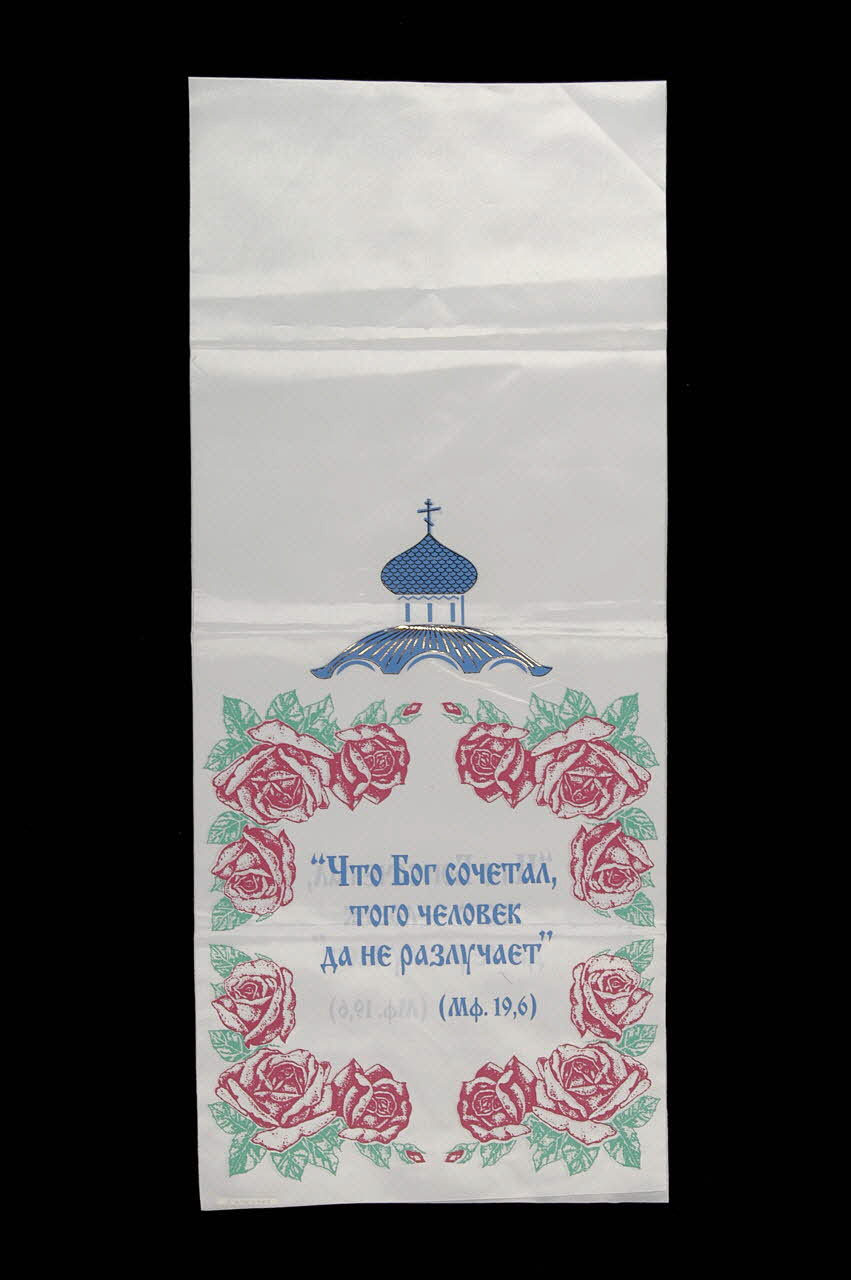 “Что Бог сочетал,
того человек
да не разлучает”
(Мф. 19,6)